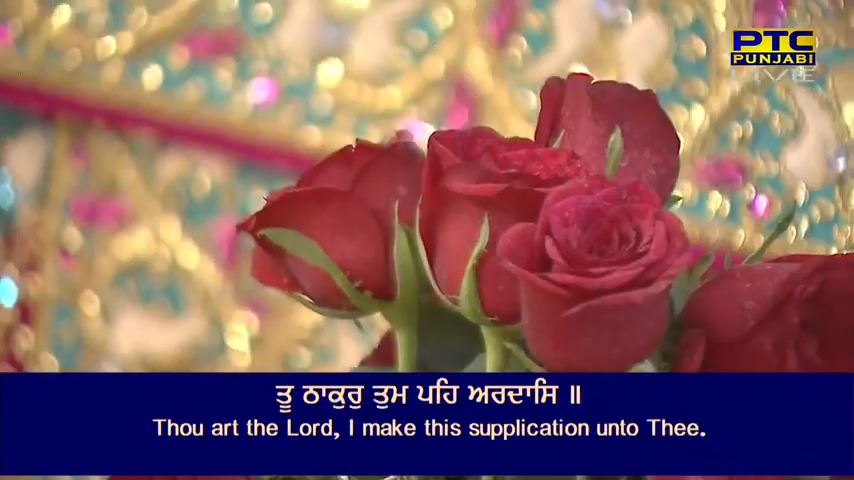 PTC
PUNJABI
LIVE
ਤੂ ਠਾਕੁਰੁ ਤੁਮ ਪਹਿ ਅਰਦਾਸਿ ॥
Thou art the Lord, I make this supplication unto Thee.